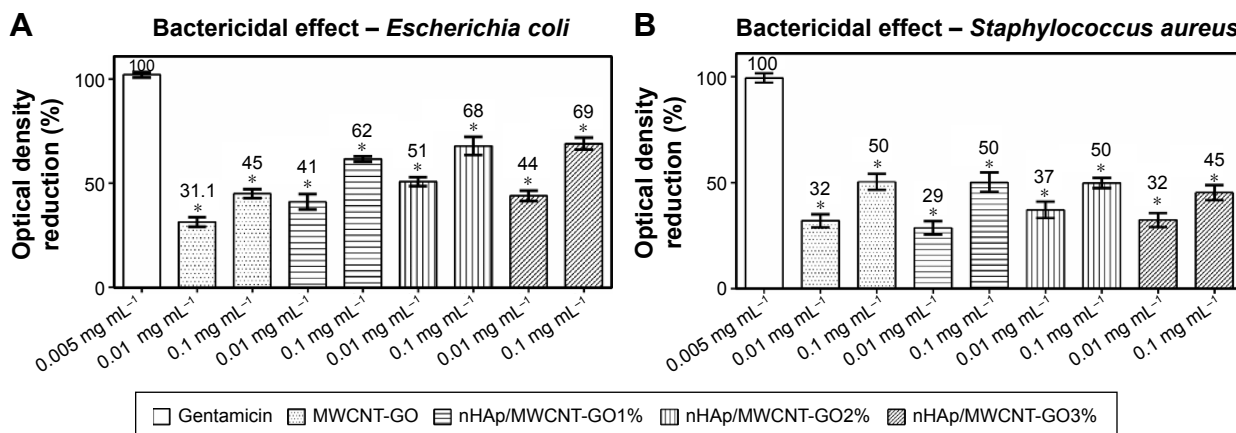 A
Bactericidal effect – Escherichia coli
Optical density
reduction (%)
100
50
0
100
31.1
*
45
*
41
*
62
*
51
*
68
*
44
*
69
*
0.005 mg mL⁻¹
0.01 mg mL⁻¹
0.1 mg mL⁻¹
0.01 mg mL⁻¹
0.1 mg mL⁻¹
0.01 mg mL⁻¹
0.1 mg mL⁻¹
0.01 mg mL⁻¹
0.1 mg mL⁻¹
B
Bactericidal effect – Staphylococcus aureus
Optical density
reduction (%)
100
50
0
100
32
*
50
*
29
*
50
*
37
*
50
*
32
*
45
*
0.005 mg mL⁻¹
0.01 mg mL⁻¹
0.1 mg mL⁻¹
0.01 mg mL⁻¹
0.1 mg mL⁻¹
0.01 mg mL⁻¹
0.1 mg mL⁻¹
0.01 mg mL⁻¹
0.1 mg mL⁻¹
Gentamicin MWCNT-GO nHAp/MWCNT-GO1% nHAp/MWCNT-GO2% nHAp/MWCNT-GO3%